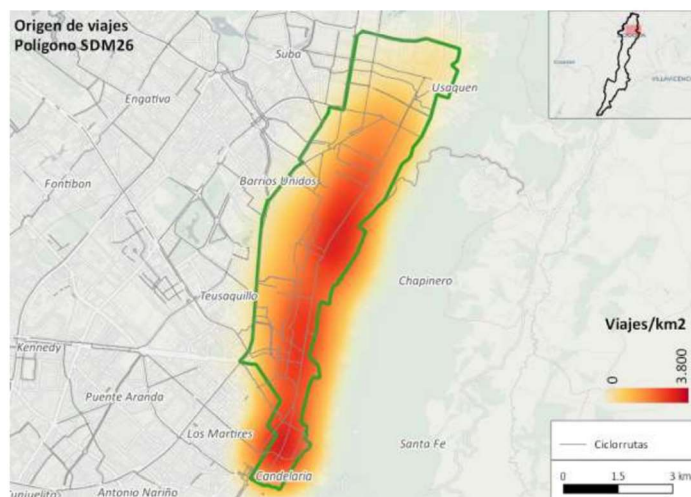 Origen de viajes
Polígono SDM26
Suba
Usaquen
Engativa
Fontibon
Barrios Unidos
Chapinero
Teusaquillo
Viajes/km2
0
3.800
Kennedy
Puente Aranda
Los Martires
Santa Fe
Ciclorrutas
Candelaria
Antonio Nariño
0 1.5 3 km